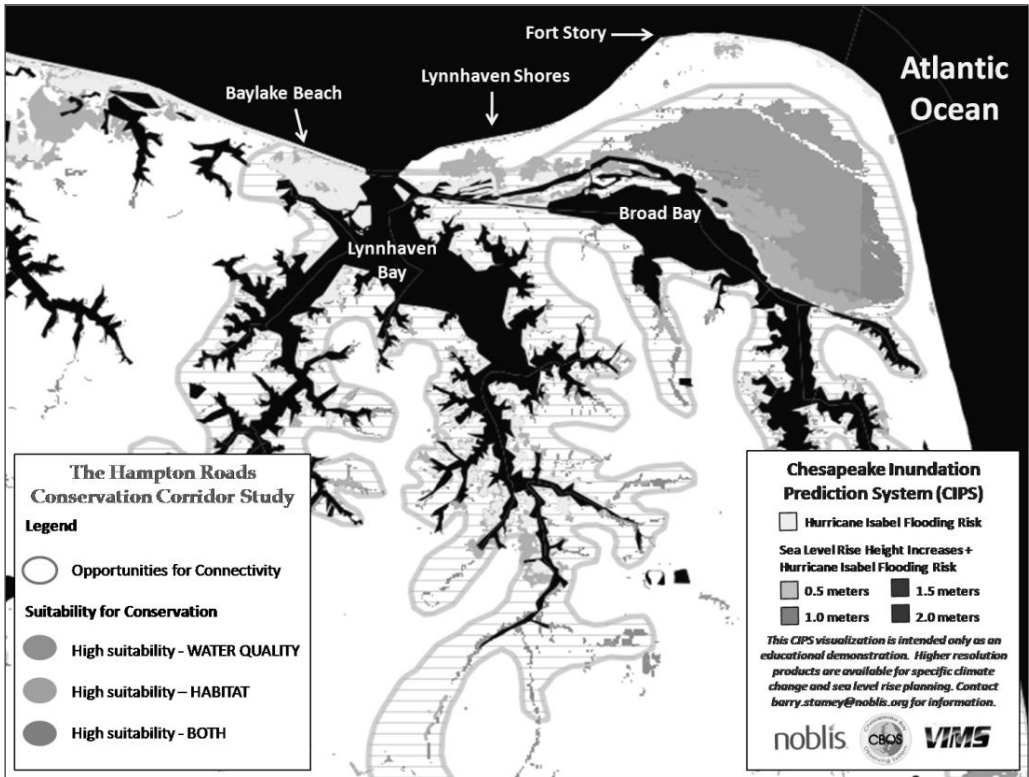 Fort Story
Lynnhaven Shores
Baylake Beach
Atlantic
Ocean
Broad Bay
Lynnhaven
Bay
The Hampton Roads
Conservation Corridor Study
Legend
Opportunities for Connectivity
Suitability for Conservation
High suitability - WATER QUALITY
High suitability – HABITAT
High suitability - BOTH
Chesapeake Inundation
Prediction System (CIPS)
Hurricane Isabel Flooding Risk
Sea Level Rise Height Increases +
Hurricane Isabel Flooding Risk
0.5 meters
1.5 meters
1.0 meters
2.0 meters
This CIPS visualization is intended only as an
educational demonstration. Higher resolution
products are available for specific climate
change and sea level rise planning. Contact
barry.stamey@noblis.org for information.
noblis
CBOS
VIMS